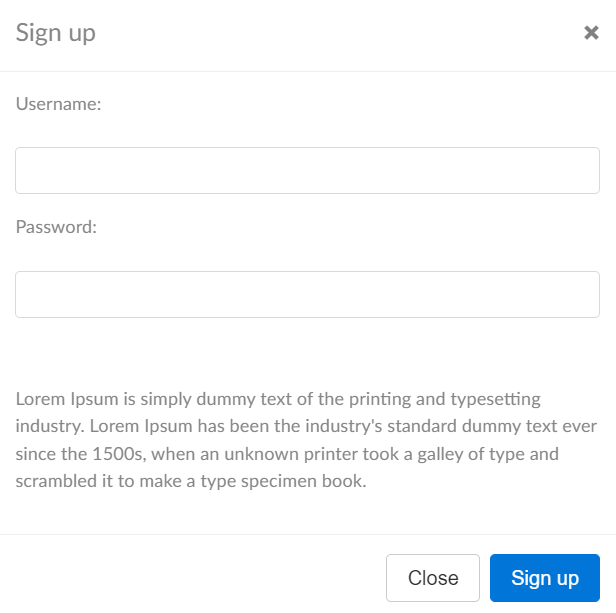 Sign up
×
Username:
Password:
Lorem Ipsum is simply dummy text of the printing and typesetting
industry. Lorem Ipsum has been the industry's standard dummy text ever
since the 1500s, when an unknown printer took a galley of type and
scrambled it to make a type specimen book.
Close
Sign up